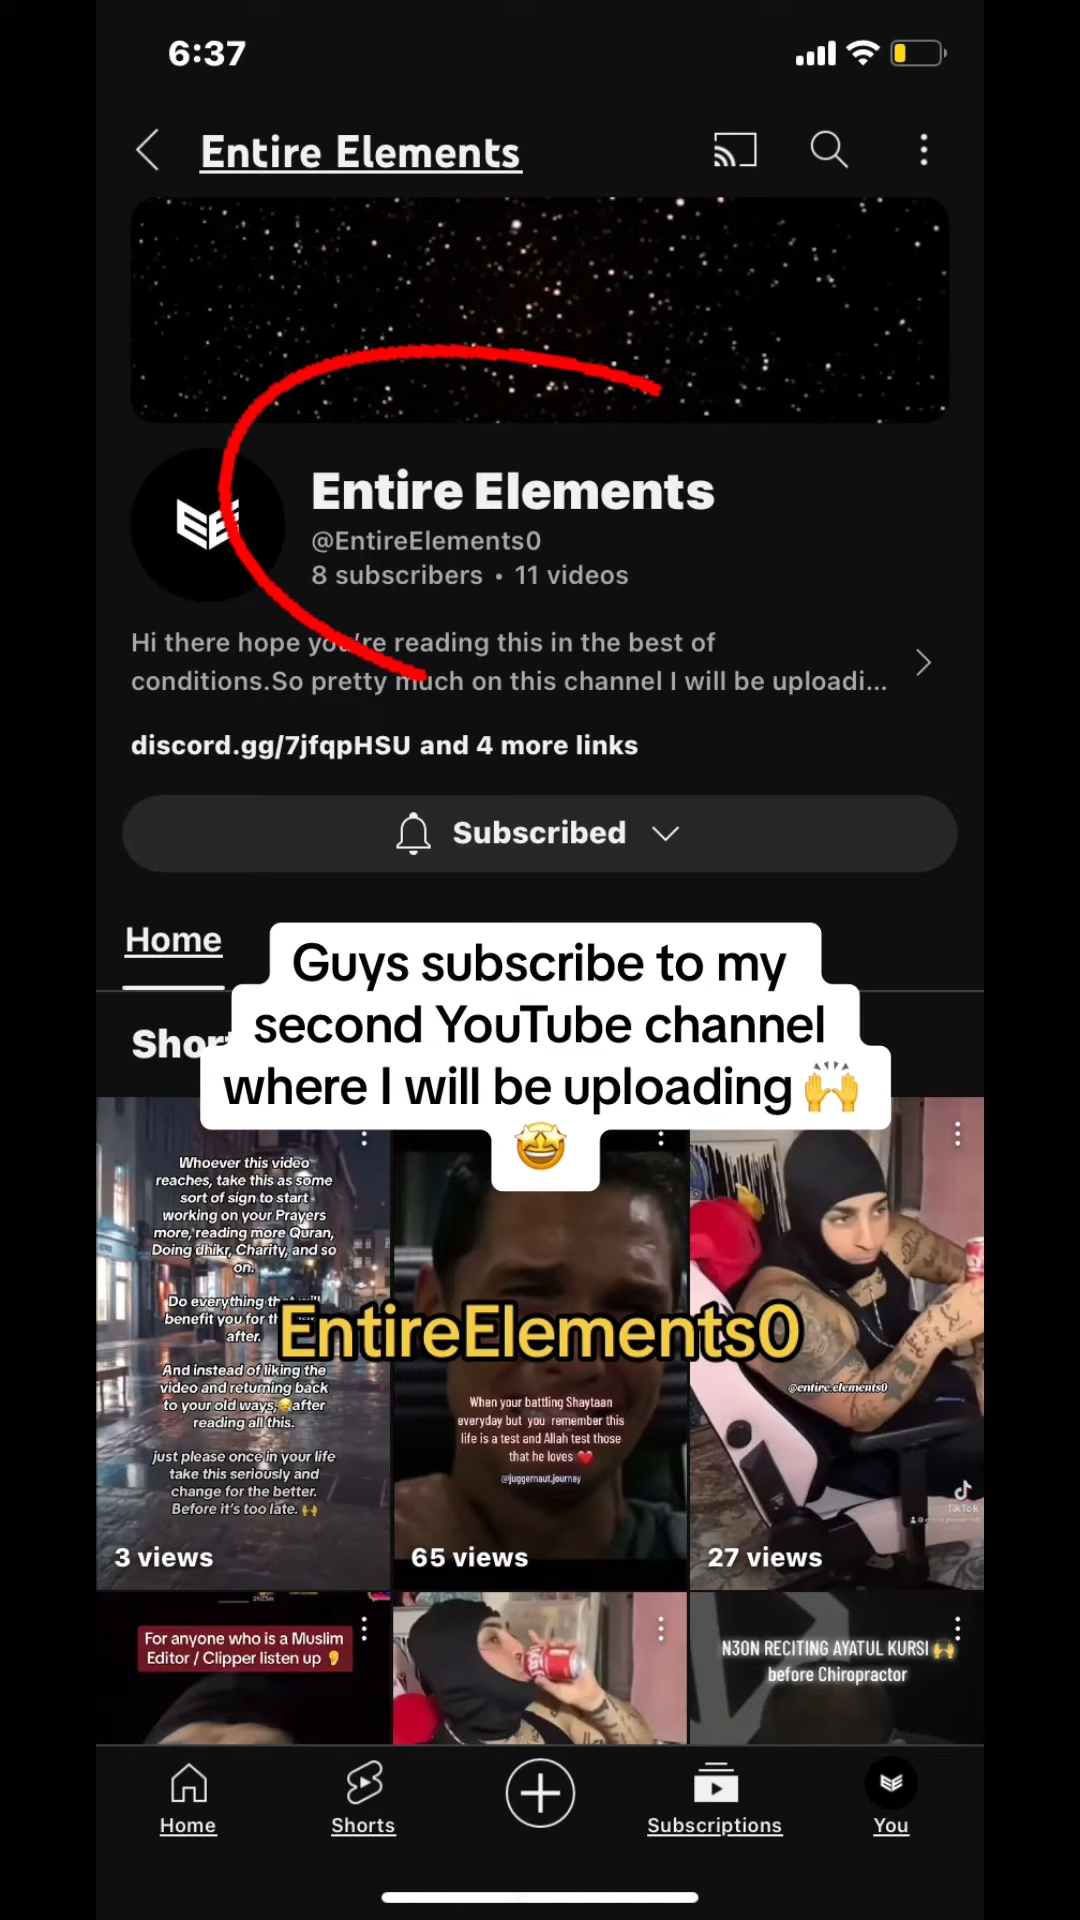 6:37
Entire Elements
Entire Elements
@EntireElements0
8 subscribers • 11 videos
Hi there hope you're reading this in the best of
conditions.So pretty much on this channel I will be uploadi...
discord.gg/7jfqpHSU and 4 more links
Subscribed
Home
Guys subscribe to my
second YouTube channel
where I will be uploading 🙌
🤩
Whoever this video
reaches, take this as some
sort of sign to start
working on your Prayers
more, reading more Quran,
Doing dhikr, Charity, and so
on.
Do everything
benefit you for
after.
And instead of liking the
video and returning back
to your old ways,😪after
reading all this.
just please once in your life
take this seriously and
change for the better.
Before it's too late. 🙌
3 views
EntireElements0
When your battling Shaytaan
everyday but you remember this
life is a test and Allah test those
that he loves ❤️
@juggernaut.journey
65 views
@entire.elements0
TikTok
27 views
For anyone who is a Muslim
Editor / Clipper listen up 👂
N3ON RECITING AYATUL KURSI 🙌
before Chiropractor
Home
Shorts
Subscriptions
You